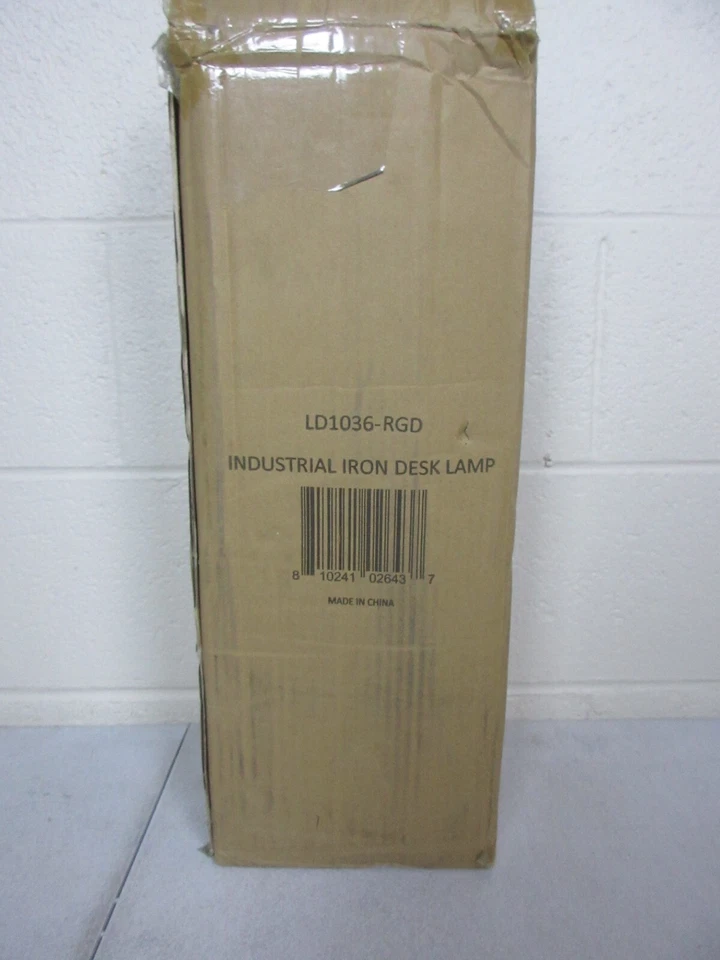 LD1036-RGD
INDUSTRIAL IRON DESK LAMP
8 10241 02643 7
MADE IN CHINA